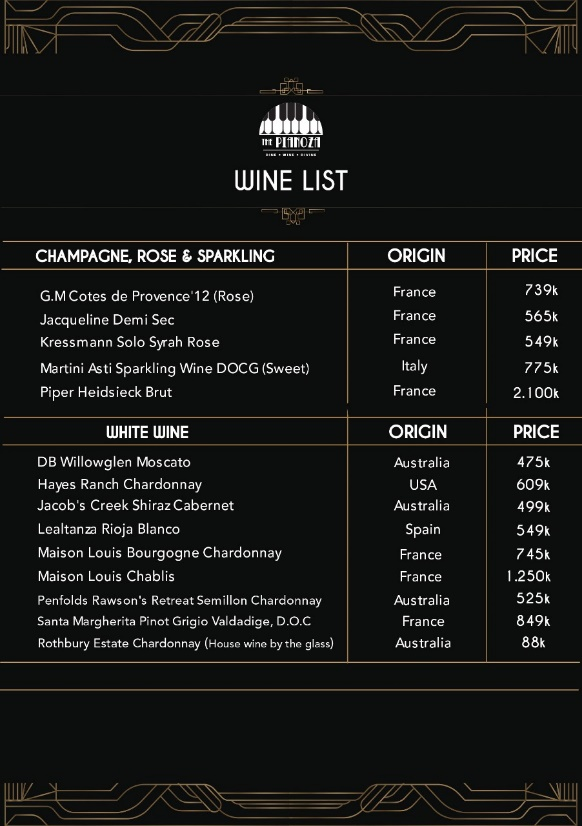 THE PIANOZA
DINE • WINE • LIVING
WINE LIST
CHAMPAGNE, ROSE & SPARKLING ORIGIN PRICE
G.M Cotes de Provence'12 (Rose) France 739k
Jacqueline Demi Sec France 565k
Kressmann Solo Syrah Rose France 549k
Martini Asti Sparkling Wine DOCG (Sweet) Italy 775k
Piper Heidsieck Brut France 2.100k
WHITE WINE ORIGIN PRICE
DB Willowglen Moscato Australia 475k
Hayes Ranch Chardonnay USA 609k
Jacob's Creek Shiraz Cabernet Australia 499k
Lealtanza Rioja Blanco Spain 549k
Maison Louis Bourgogne Chardonnay France 745k
Maison Louis Chablis France 1.250k
Penfolds Rawson's Retreat Semillon Chardonnay Australia 525k
Santa Margherita Pinot Grigio Valdadige, D.O.C France 849k
Rothbury Estate Chardonnay (House wine by the glass) Australia 88k